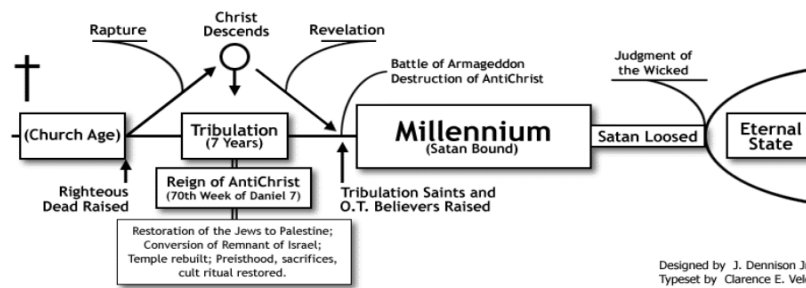 Christ
Descends
Rapture
Revelation
Battle of Armageddon
Destruction of AntiChrist
Judgment of
the Wicked
(Church Age)
Tribulation
(7 Years)
Millennium
(Satan Bound)
Satan Loosed
Eternal
State
Righteous
Dead Raised
Reign of AntiChrist
(70th Week of Daniel 7)
Tribulation Saints and
O.T. Believers Raised
Restoration of the Jews to Palestine;
Conversion of Remnant of Israel;
Temple rebuilt; Preisthood, sacrifices,
cult ritual restored.
Designed by J. Dennison
Typeset by Clarence E.